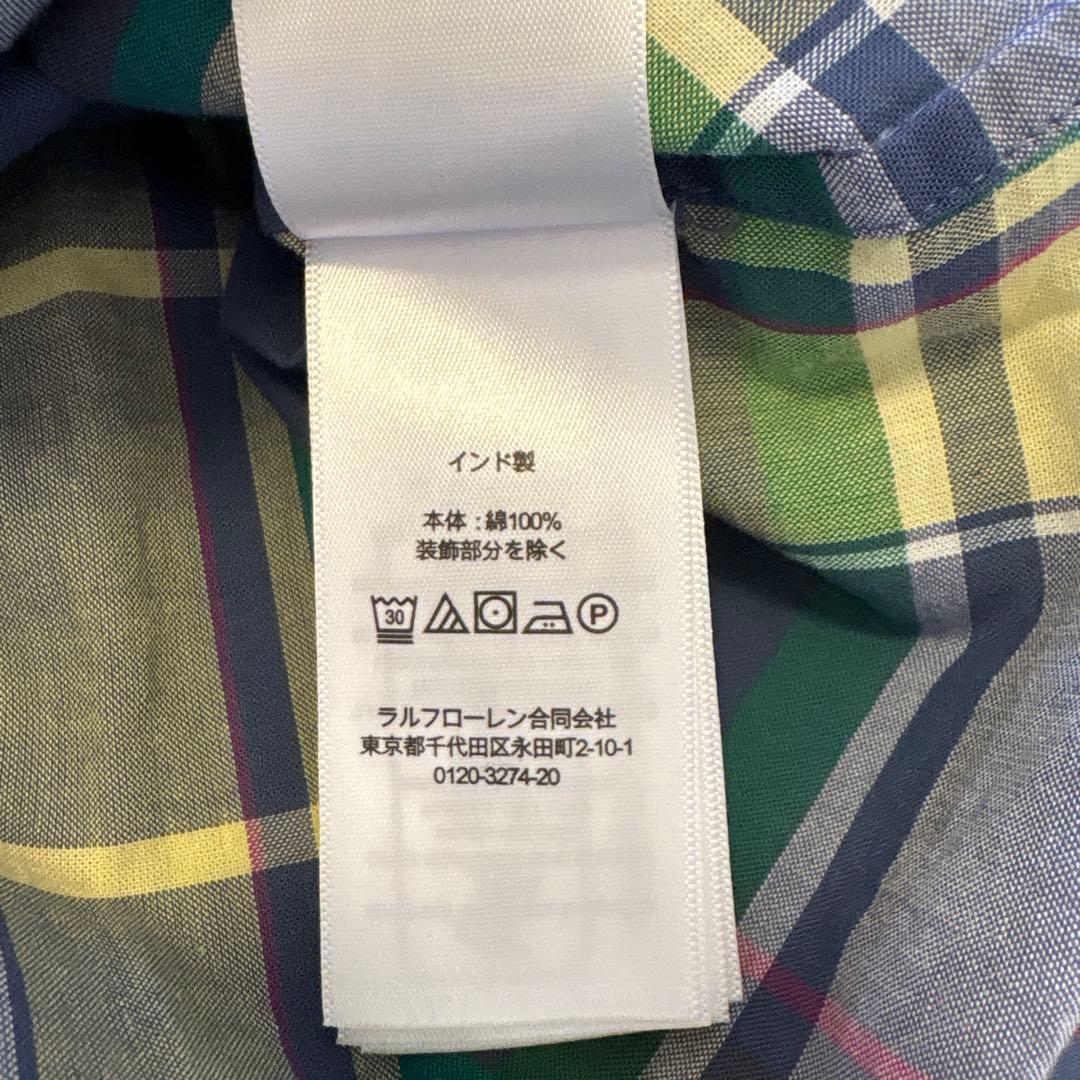 インド製
本体 : 綿100%
装飾部分を除く
30 P
ラルフローレン合同会社
東京都千代田区永田町2-10-1
0120-3274-20